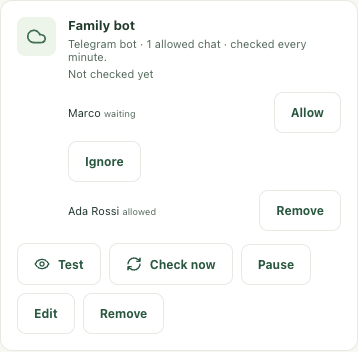 Family bot
Telegram bot · 1 allowed chat · checked every
minute.
Not checked yet
Marco waiting
Allow
Ignore
Ada Rossi allowed
Remove
Test
Check now
Pause
Edit
Remove